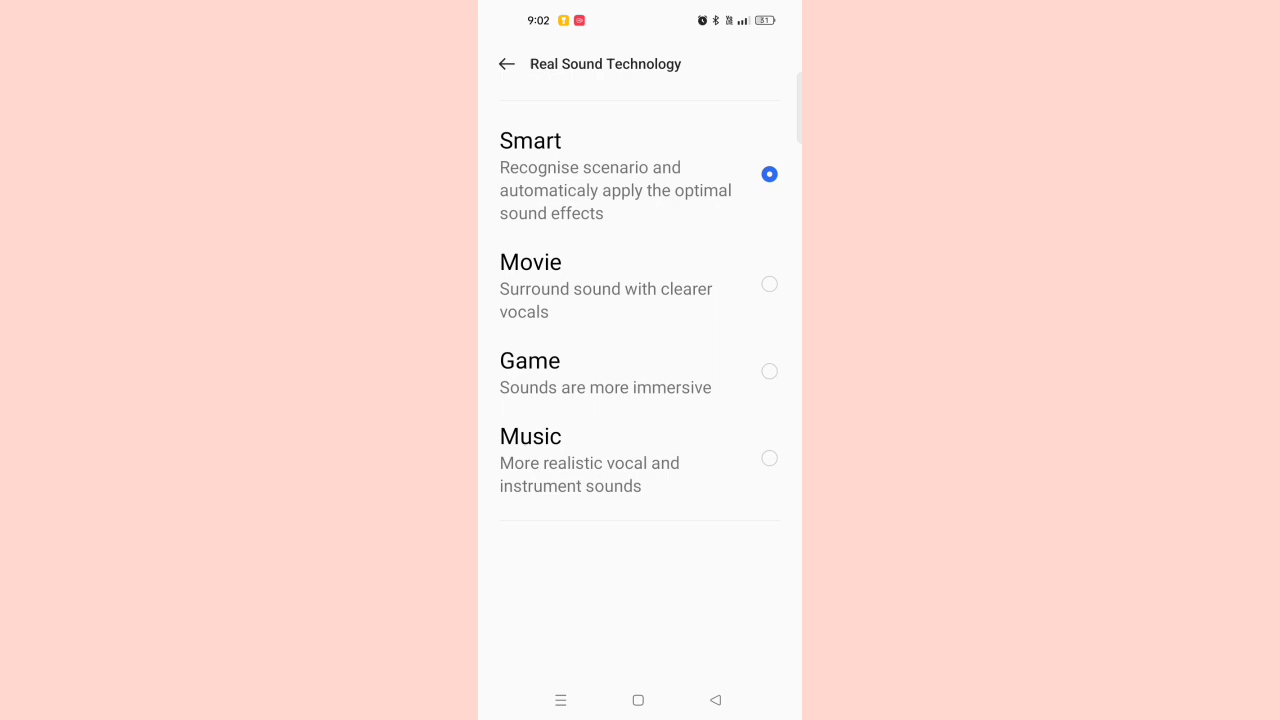 9:02
31
Real Sound Technology
Smart
Recognise scenario and
automaticaly apply the optimal
sound effects
Movie
Surround sound with clearer
vocals
Game
Sounds are more immersive
Music
More realistic vocal and
instrument sounds